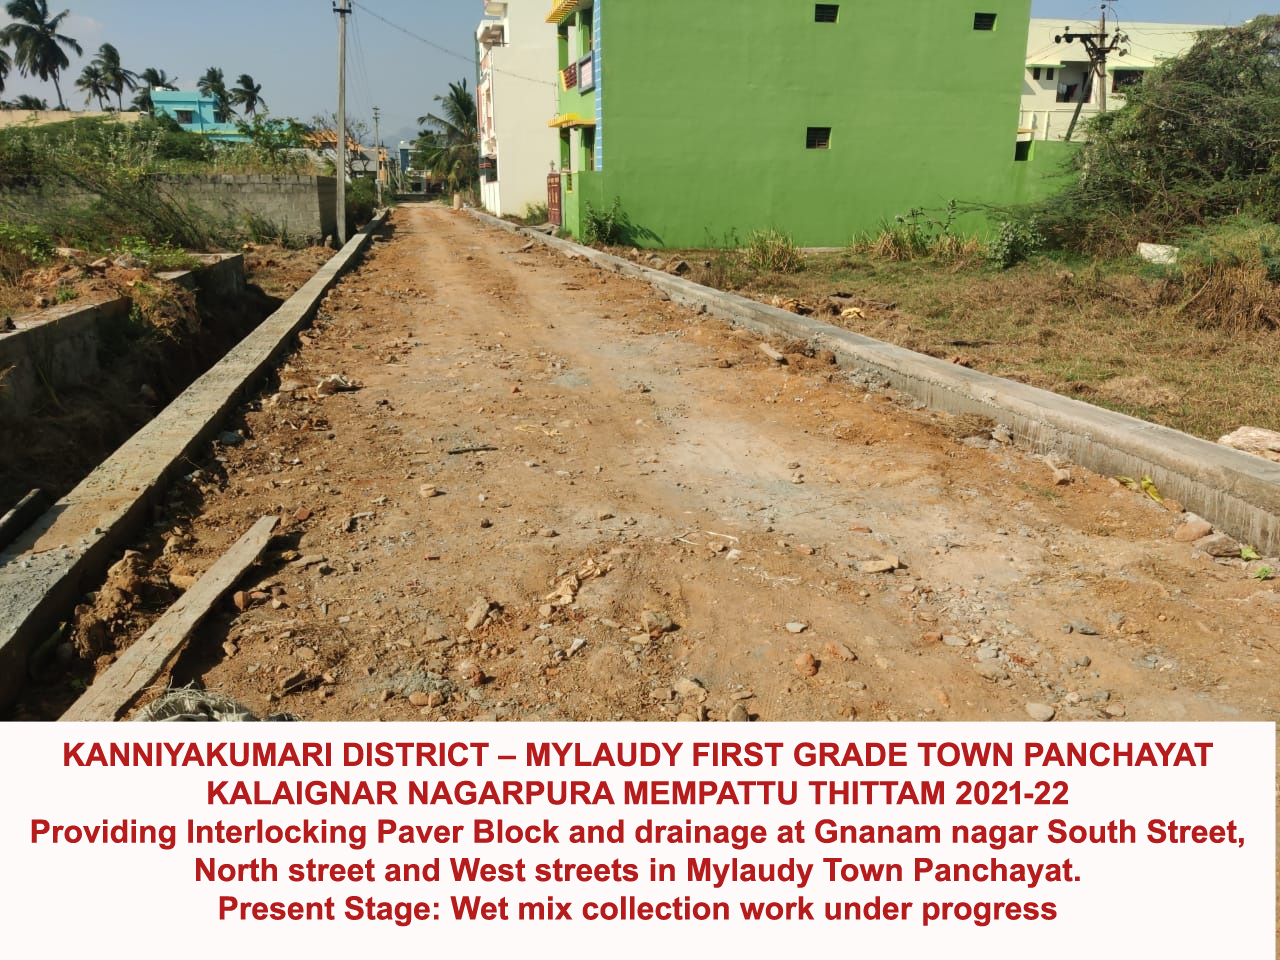 KANNIYAKUMARI DISTRICT – MYLAUDY FIRST GRADE TOWN PANCHAYAT
KALAIGNAR NAGARPURA MEMPATTU THITTAM 2021-22
Providing Interlocking Paver Block and drainage at Gnanam nagar South Street,
North street and West streets in Mylaudy Town Panchayat.
Present Stage: Wet mix collection work under progress